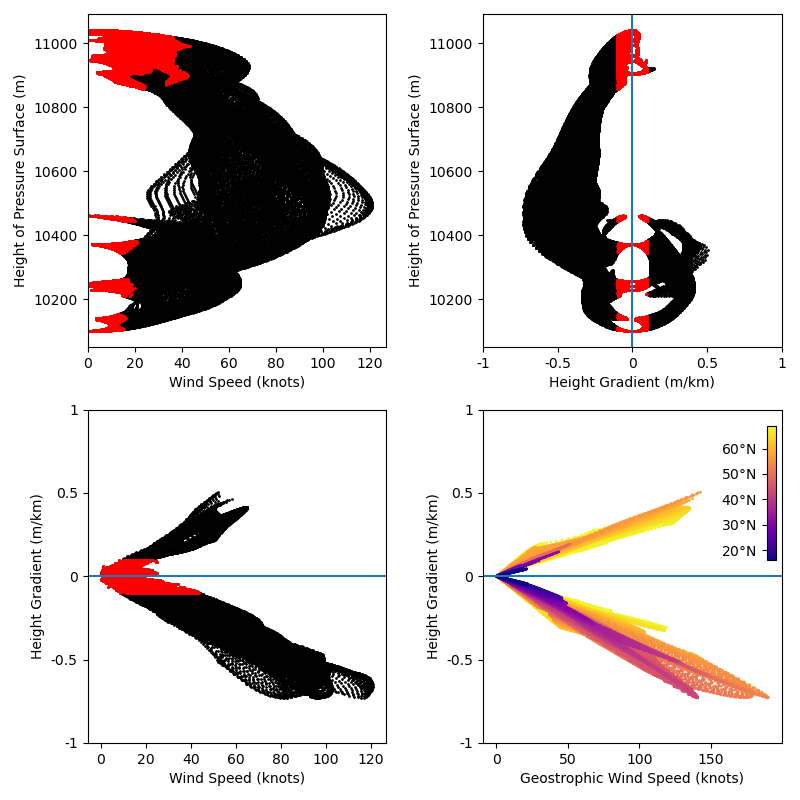 11000
10800
10600
10400
10200
Height of Pressure Surface (m)
0 20 40 60 80 100 120
Wind Speed (knots)
11000
10800
10600
10400
10200
Height of Pressure Surface (m)
-1 -0.5 0 0.5 1
Height Gradient (m/km)
1
0.5
0
-0.5
-1
Height Gradient (m/km)
0 20 40 60 80 100 120
Wind Speed (knots)
1
0.5
0
-0.5
-1
Height Gradient (m/km)
60°N
50°N
40°N
30°N
20°N
0 50 100 150
Geostrophic Wind Speed (knots)